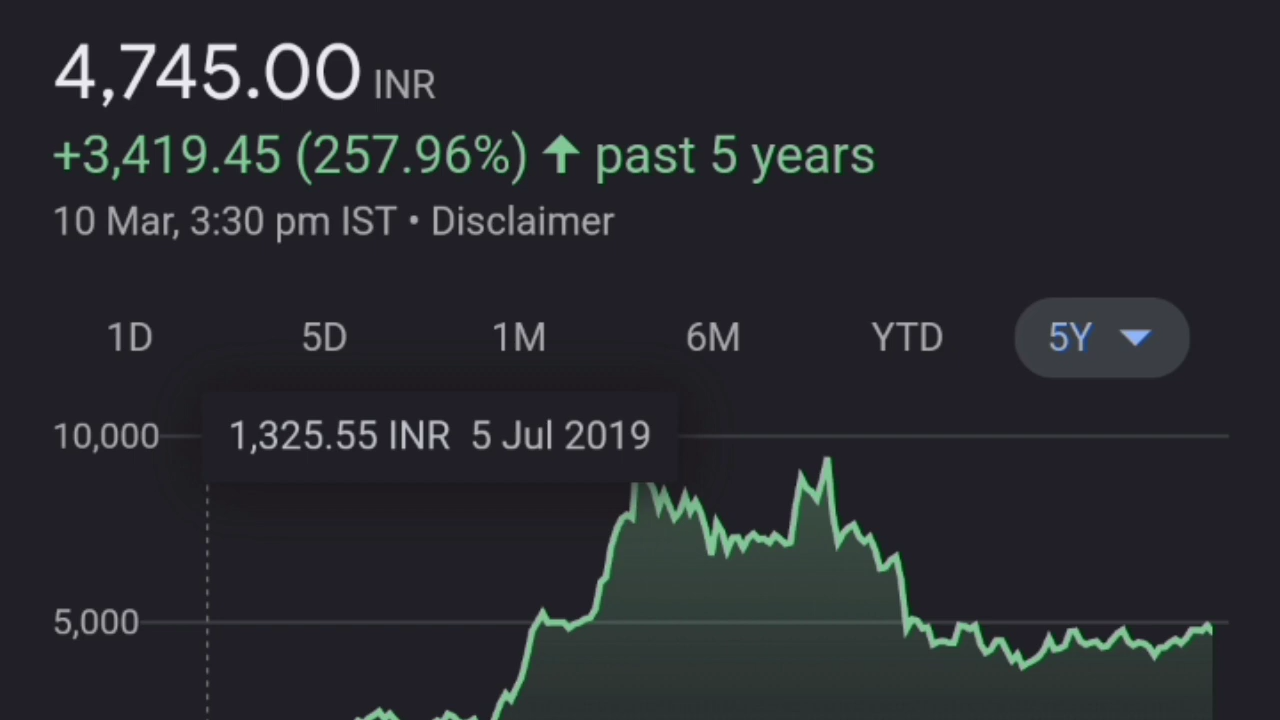 4,745.00 INR
+3,419.45 (257.96%) ↑ past 5 years
10 Mar, 3:30 pm IST • Disclaimer
1D 5D 1M 6M YTD 5Y
10,000 1,325.55 INR 5 Jul 2019
5,000